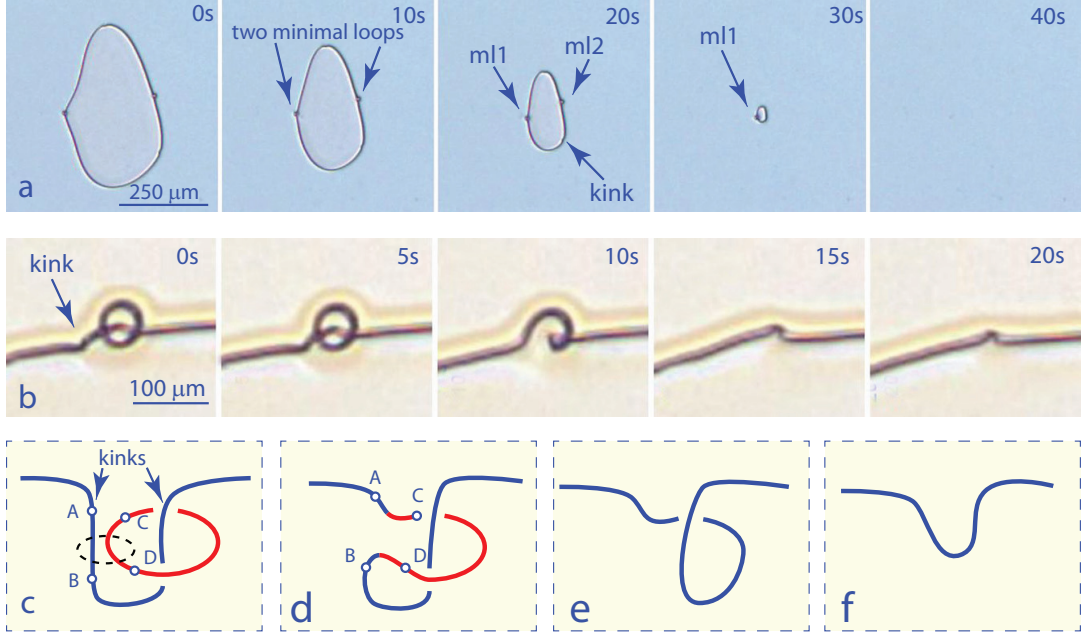 0s
10s
20s
30s
40s
two minimal loops
ml1
ml2
ml1
kink
a
250 μm
0s
5s
10s
15s
20s
kink
b
100 μm
kinks
A
C
D
B
c
A
C
B
D
d
e
f